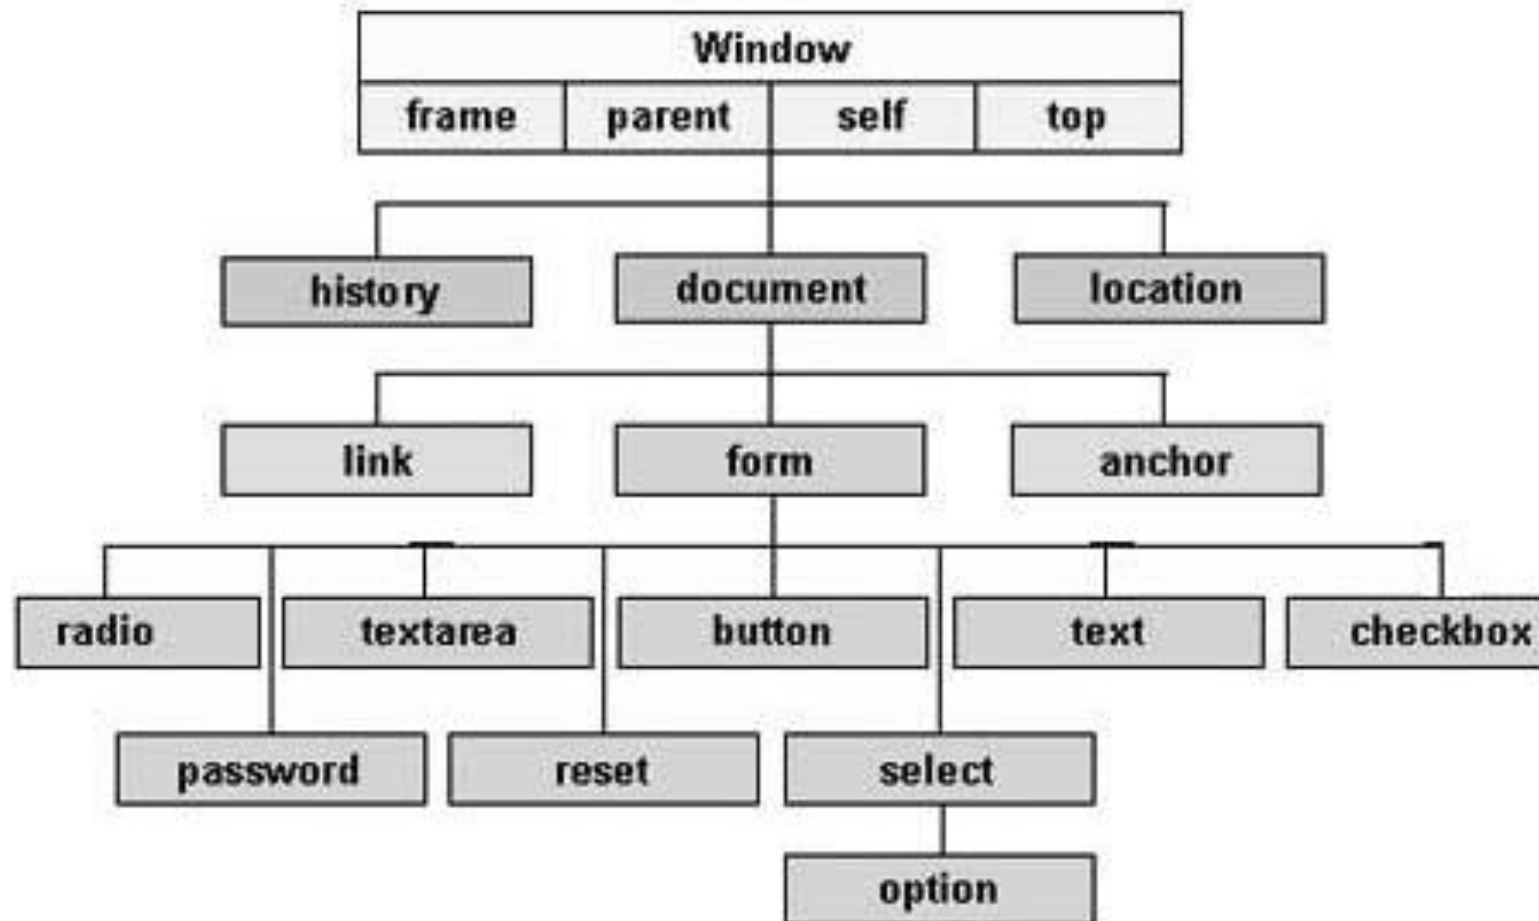 Window
frame parent self top
history document location
link form anchor
radio textarea button text checkbox
password reset select
option